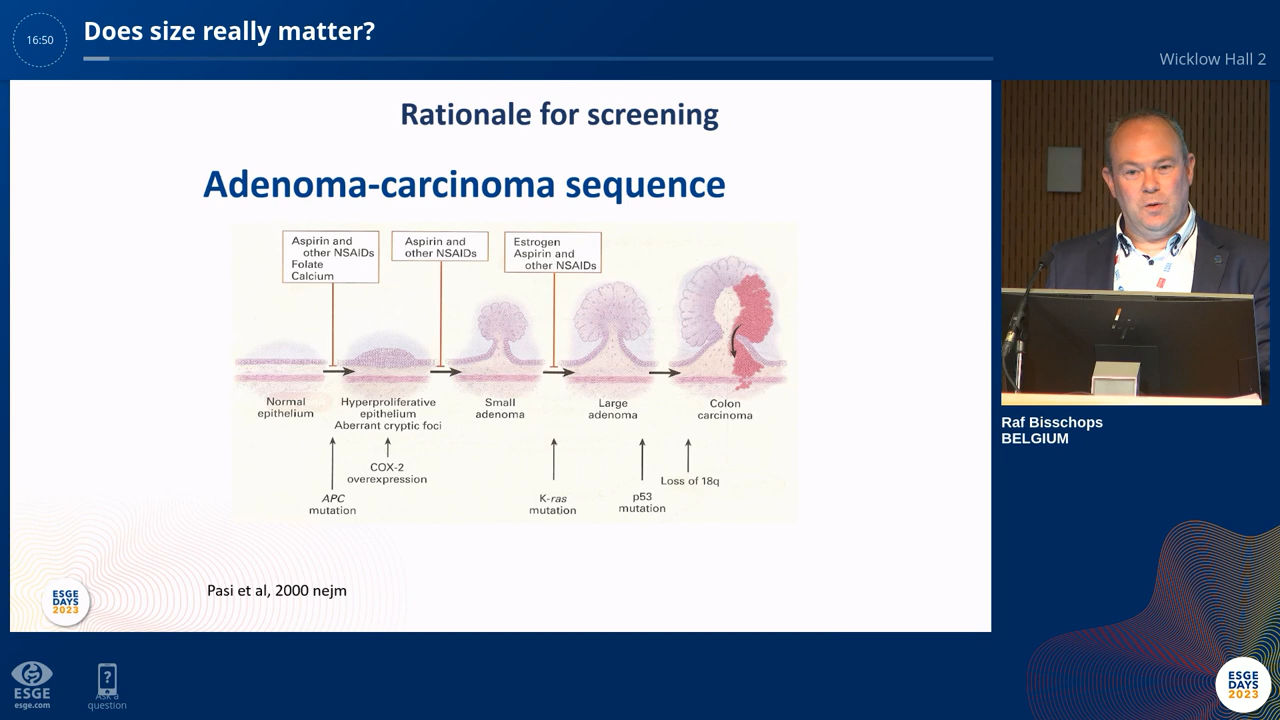 16:50
Does size really matter?
Wicklow Hall 2
Rationale for screening
Adenoma-carcinoma sequence
Aspirin and
other NSAIDs
Folate
Calcium
Aspirin and
other NSAIDs
Estrogen
Aspirin and
other NSAIDs
Normal
epithelium
Hyperproliferative
epithelium
Aberrant cryptic foci
Small
adenoma
Large
adenoma
Colon
carcinoma
APC
mutation
COX-2
overexpression
K-ras
mutation
p53
mutation
Loss of 18q
Pasi et al, 2000 nejm
ESGE
DAYS
2023
Raf Bisschops
BELGIUM
ESGE
esge.com
?
Ask a
question
ESGE
DAYS
2023